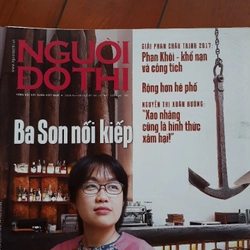 NGƯỜI
ĐÔ THỊ
GIẢI PHAN CHÂU TRINH 2017:
Phan Khôi - khổ nạn
và công tích
Rộng hơn hè phố
NGUYỄN THỊ XUÂN HƯƠNG:
"Xao nhãng
cũng là hình thức
xâm hại!"
Ba Son nối kiếp